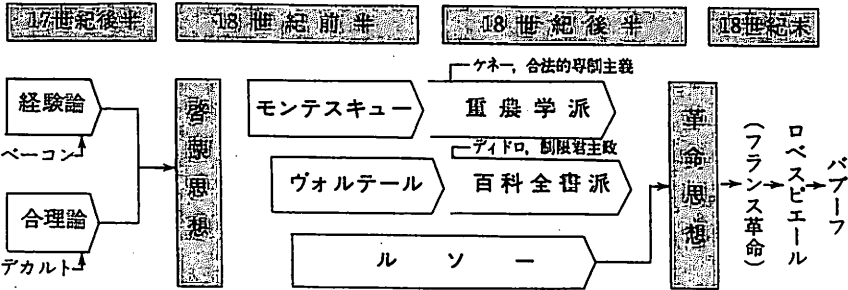 17世紀後半
18世紀前半
18世紀後半
18世紀末
経験論
ベーコン
合理論
デカルト
啓蒙思想
モンテスキュー
ケネー，合法的専制主義
重農学派
ヴォルテール
ディドロ，制限君主政
百科全書派
ルソー
革命思想
(フランス革命)
ロベスピエール
バブーフ